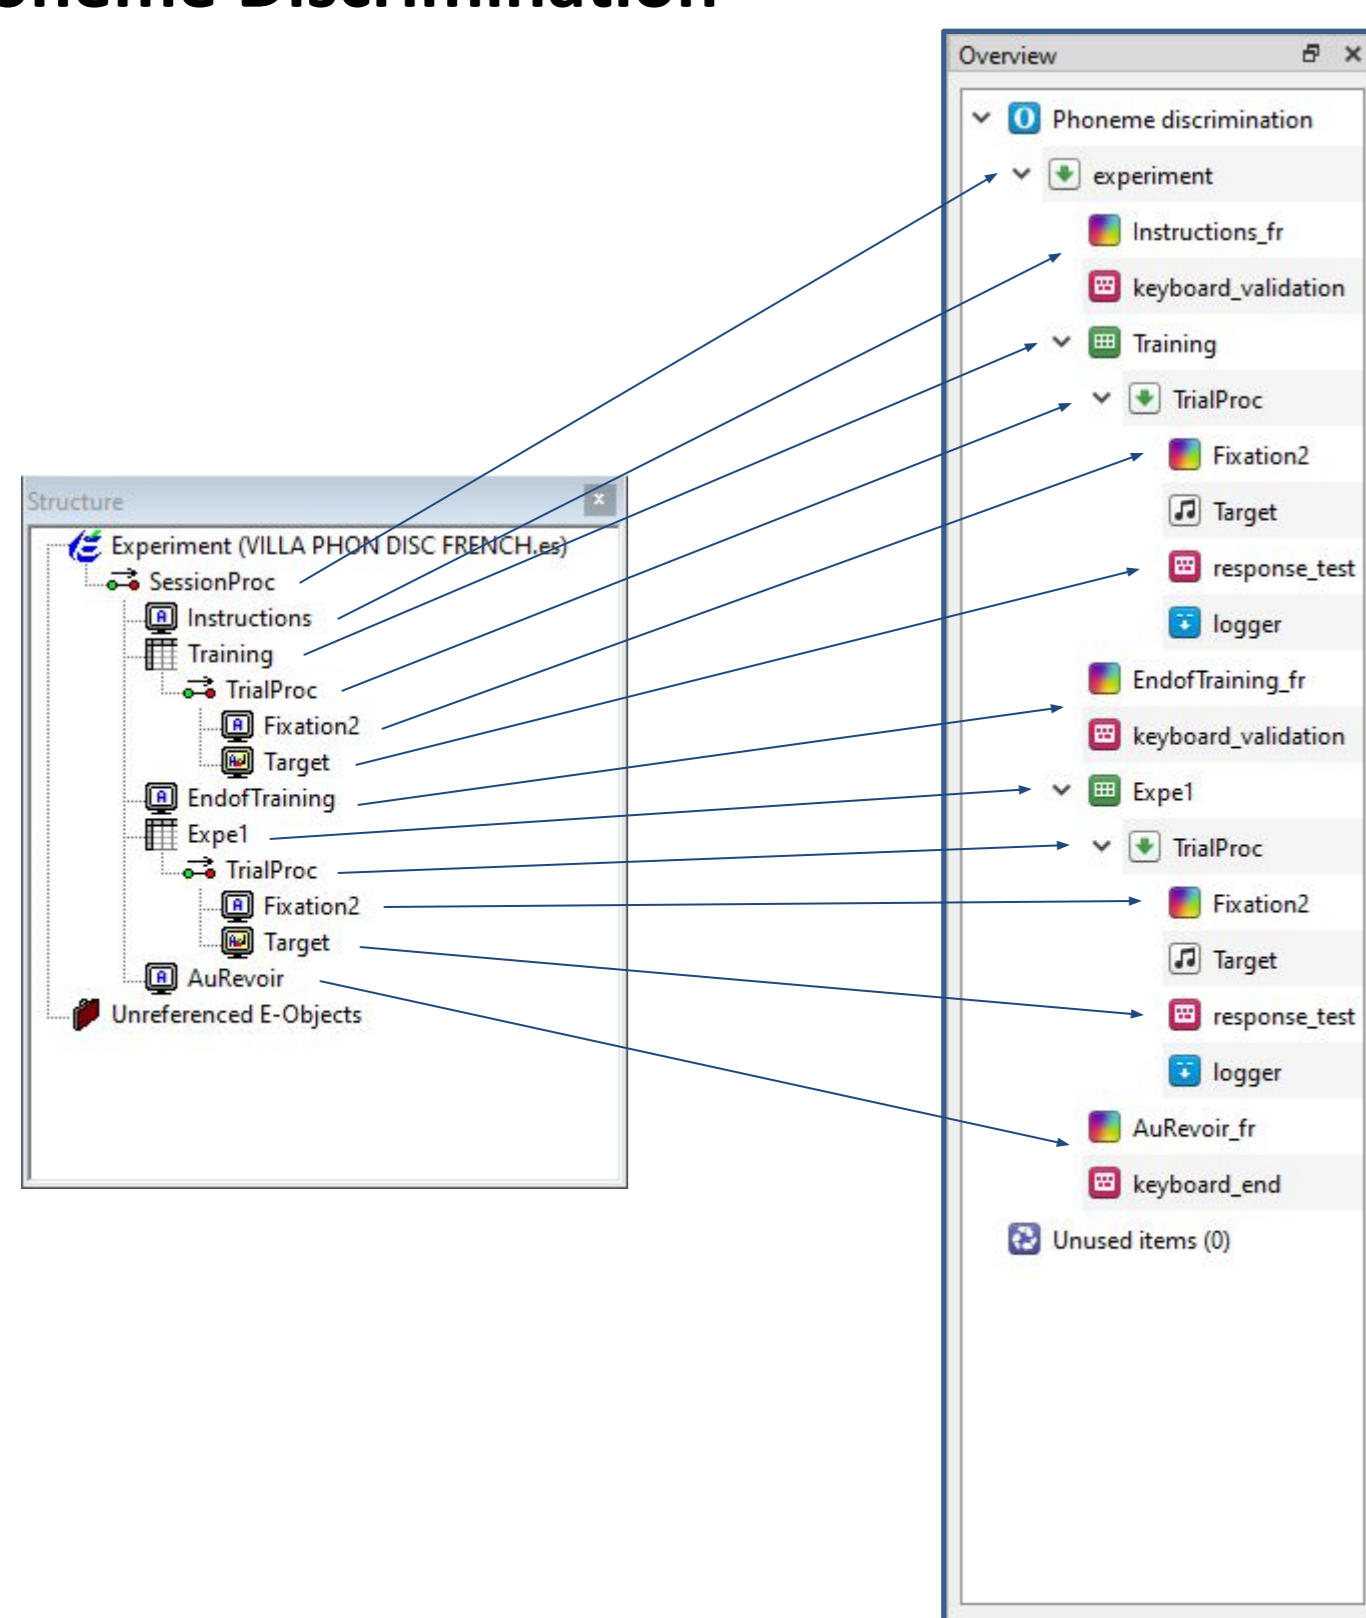 Discrimination
Structure
Experiment (VILLA PHON DISC FRENCH.es)
SessionProc
Instructions
Training
TrialProc
Fixation2
Target
EndofTraining
Expe1
TrialProc
Fixation2
Target
AuRevoir
Unreferenced E-Objects
Overview
Phoneme discrimination
experiment
Instructions_fr
keyboard_validation
Training
TrialProc
Fixation2
Target
response_test
logger
EndofTraining_fr
keyboard_validation
Expe1
TrialProc
Fixation2
Target
response_test
logger
AuRevoir_fr
keyboard_end
Unused items (0)